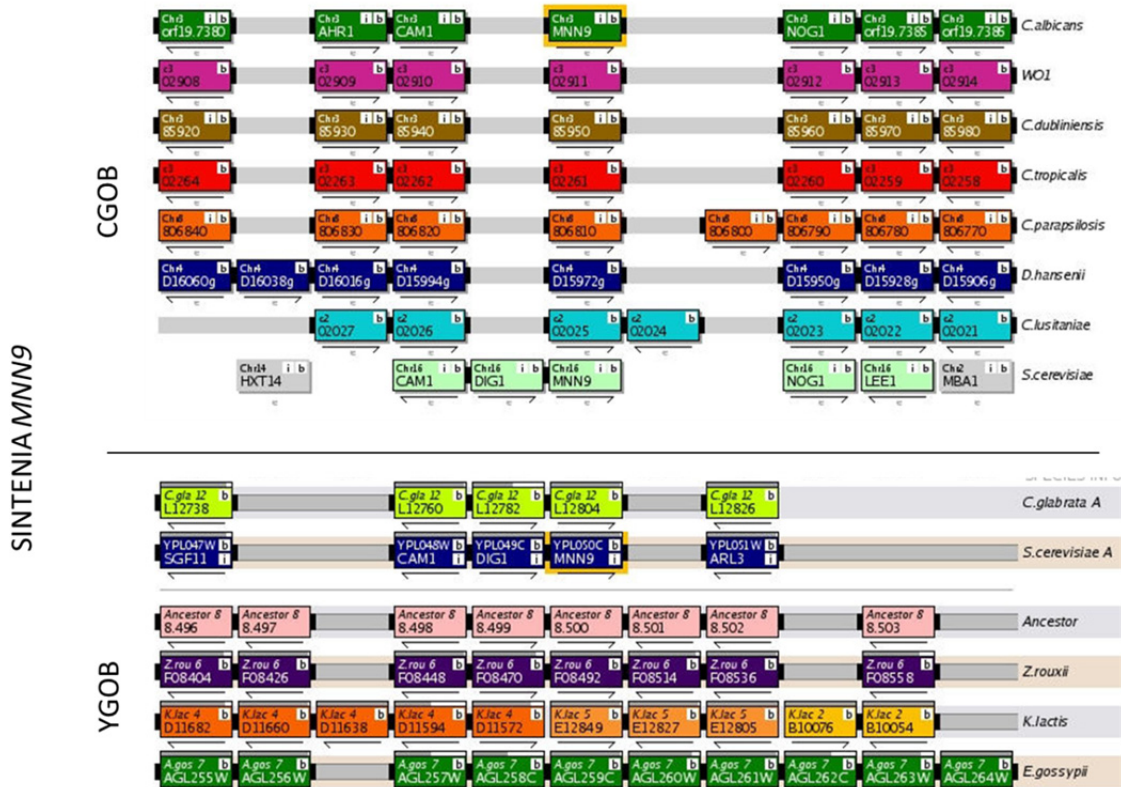 SINTENIA MNN9
CGOB
Chr3 i b Chr3 i b Chr3 i b Chr3 i b Chr3 i b Chr3 i b Chr3 i b
orf19.7380 AHR1 CAM1 MNN9 NOG1 orf19.7385 orf19.7386 C.albicans
c3 b c3 b c3 b c3 b c3 b c3 b c3 b
02908 02909 02910 02911 02912 02913 02914 WO1
Chr3 i b Chr3 i b Chr3 i b Chr3 i b Chr3 i b Chr3 i b Chr3 i b
85920 85930 85940 85950 85960 85970 85980 C.dubliniensis
c3 b c3 b c3 b c3 b c3 b c3 b c3 b
02264 02263 02262 02261 02260 02259 02258 C.tropicalis
Chr8 i b Chr8 i b Chr8 i b Chr8 i b Chr8 i b Chr8 i b Chr8 i b Chr8 i b
806840 806830 806820 806810 806800 806790 806780 806770 C.parapsilosis
Chr4 b Chr4 b Chr4 b Chr4 b Chr4 b Chr4 b Chr4 b Chr4 b
D16060g D16038g D16016g D15994g D15972g D15950g D15928g D15906g D.hansenii
c2 b c2 b c2 b c2 b c2 b c2 b c2 b
02027 02026 02025 02024 02023 02022 02021 C.lusitaniae
Chr14 i b Chr16 i b Chr16 i b Chr16 i b Chr16 i b Chr16 i b Chr2 i b
HXT14 CAM1 DIG1 MNN9 NOG1 LEE1 MBA1 S.cerevisiae
YGOB
C.gla 12 b C.gla 12 b C.gla 12 b C.gla 12 b C.gla 12 b
L12738 L12760 L12782 L12804 L12826 C.glabrata A
YPL047W b YPL048W b YPL049C b YPL050C b YPL051W b
SGF11 i CAM1 i DIG1 i MNN9 i ARL3 i S.cerevisiae A
Ancestor 8 Ancestor 8 Ancestor 8 Ancestor 8 Ancestor 8 Ancestor 8 Ancestor 8 Ancestor 8
8.496 8.497 8.498 8.499 8.500 8.501 8.502 8.503 Ancestor
Z.rou 6 b Z.rou 6 b Z.rou 6 b Z.rou 6 b Z.rou 6 b Z.rou 6 b Z.rou 6 b Z.rou 6 b
F08404 F08426 F08448 F08470 F08492 F08514 F08536 F08558 Z.rouxii
K.lac 4 b K.lac 4 b K.lac 4 b K.lac 4 b K.lac 4 b K.lac 5 b K.lac 5 b K.lac 5 b K.lac 2 b K.lac 2 b
D11682 D11660 D11638 D11594 D11572 E12849 E12827 E12805 B10076 B10054 K.lactis
A.gos 7 b A.gos 7 b A.gos 7 b A.gos 7 b A.gos 7 b A.gos 7 b A.gos 7 b A.gos 7 b A.gos 7 b A.gos 7 b
AGL255W AGL256W AGL257W AGL258C AGL259C AGL260W AGL261W AGL262C AGL263W AGL264W E.gossypii